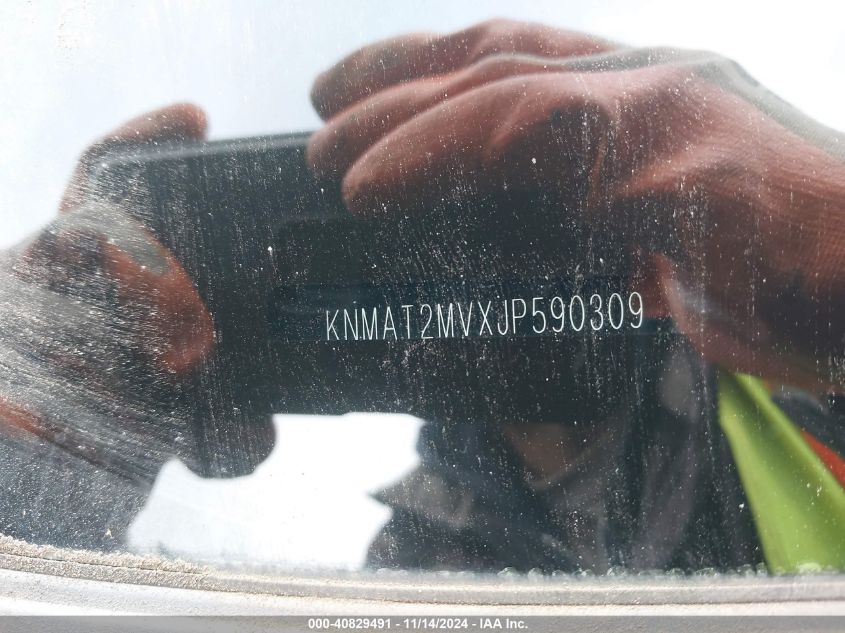 KNMAT2MVXJP590309
000-40829491 - 11/14/2024 - IAA Inc.